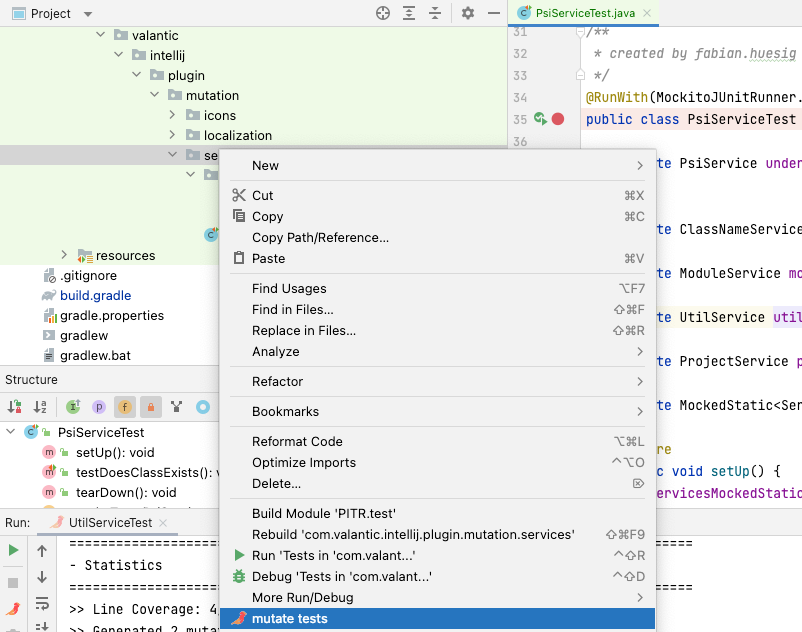 Project
PsiServiceTest.java
valantic
intellij
plugin
mutation
icons
localization
se
resources
.gitignore
build.gradle
gradle.properties
gradlew
gradlew.bat
Structure
PsiServiceTest
setUp(): void
testDoesClassExists():
tearDown(): void
Run:
UtilServiceTest
31 /**
32 * created by fabian.huesig
33 */
34 @RunWith(MockitoJUnitRunner.
35 public class PsiServiceTest
36
te PsiService under
te ClassNameService
te ModuleService mo
te UtilService util
te ProjectService p
te MockedStatic<Ser
re
c void setUp() {
ervicesMockedStatic
New
Cut ⌘X
Copy ⌘C
Copy Path/Reference...
Paste ⌘V
Find Usages ⌥F7
Find in Files... ⇧⌘F
Replace in Files... ⇧⌘R
Analyze
Refactor
Bookmarks
Reformat Code ⌥⌘L
Optimize Imports ^⌥O
Delete... ⌦
Build Module 'PITR.test'
Rebuild 'com.valantic.intellij.plugin.mutation.services' ⇧⌘F9
Run 'Tests in 'com.valant...' ^⇧R
Debug 'Tests in 'com.valant...' ^⇧D
More Run/Debug
mutate tests
- Statistics
>> Line Coverage: 4
>> Generated 2 muta